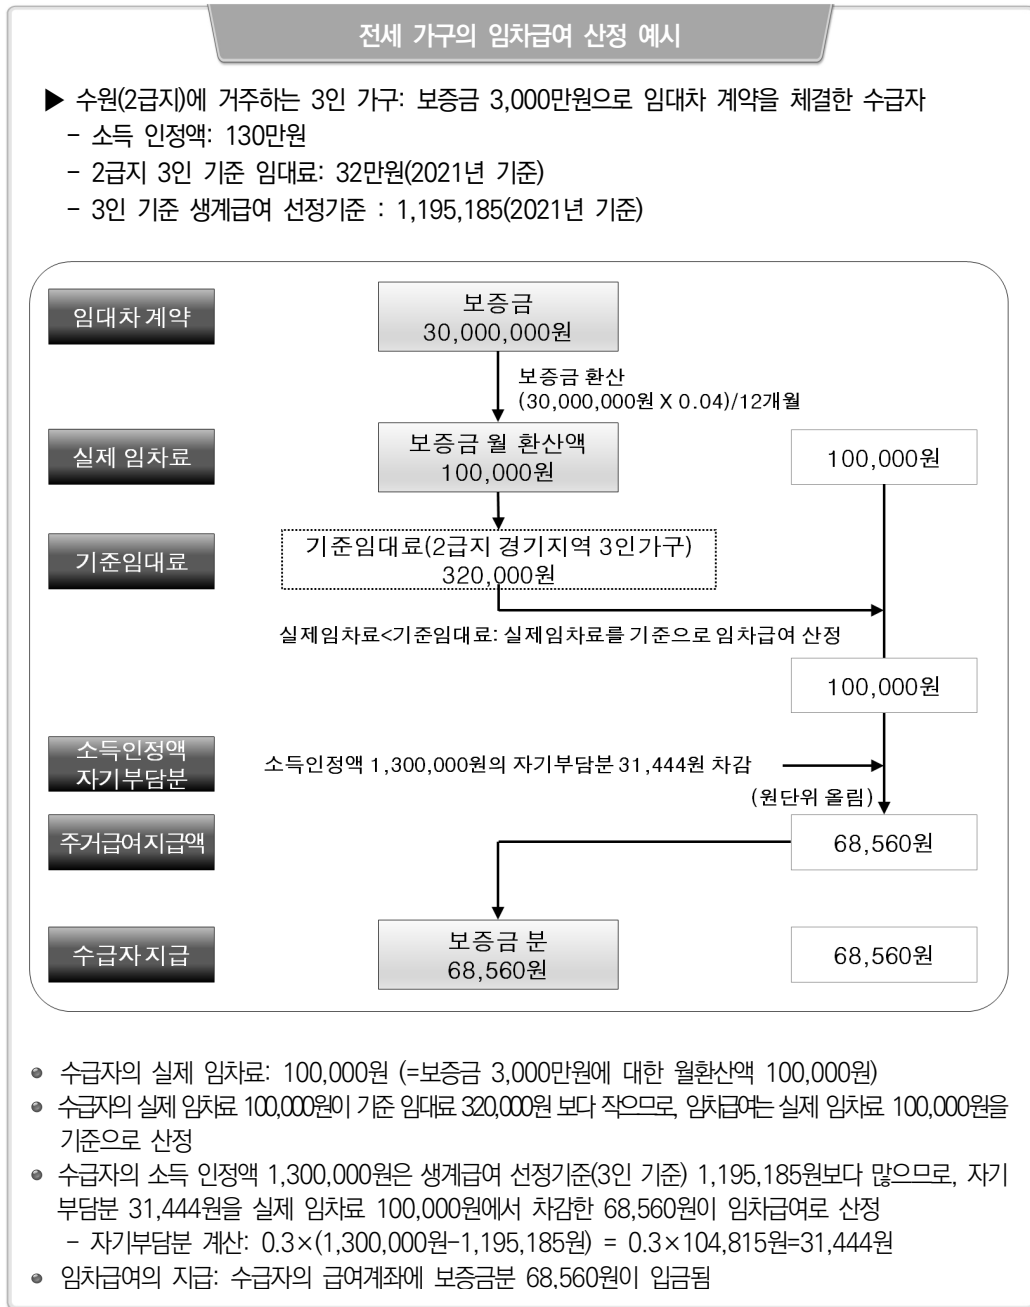 전세 가구의 임차급여 산정 예시
▶ 수원(2급지)에 거주하는 3인 가구: 보증금 3,000만원으로 임대차 계약을 체결한 수급자
- 소득 인정액: 130만원
- 2급지 3인 기준 임대료: 32만원(2021년 기준)
- 3인 기준 생계급여 선정기준 : 1,195,185(2021년 기준)
임대차 계약
보증금
30,000,000원
보증금 환산
(30,000,000원 X 0.04)/12개월
실제 임차료
보증금 월 환산액
100,000원
100,000원
기준임대료
기준임대료(2급지 경기지역 3인가구)
320,000원
실제임차료<기준임대료: 실제임차료를 기준으로 임차급여 산정
100,000원
소득인정액
자기부담분
소득인정액 1,300,000원의 자기부담분 31,444원 차감
(원단위 올림)
주거급여지급액
68,560원
수급자 지급
보증금 분
68,560원
68,560원
● 수급자의 실제 임차료: 100,000원 (=보증금 3,000만원에 대한 월환산액 100,000원)
● 수급자의 실제 임차료 100,000원이 기준 임대료 320,000원 보다 작으므로, 임차급여는 실제 임차료 100,000원을
기준으로 산정
● 수급자의 소득 인정액 1,300,000원은 생계급여 선정기준(3인 기준) 1,195,185원보다 많으므로, 자기
부담분 31,444원을 실제 임차료 100,000원에서 차감한 68,560원이 임차급여로 산정
- 자기부담분 계산: 0.3×(1,300,000원-1,195,185원) = 0.3×104,815원=31,444원
● 임차급여의 지급: 수급자의 급여계좌에 보증금분 68,560원이 입금됨